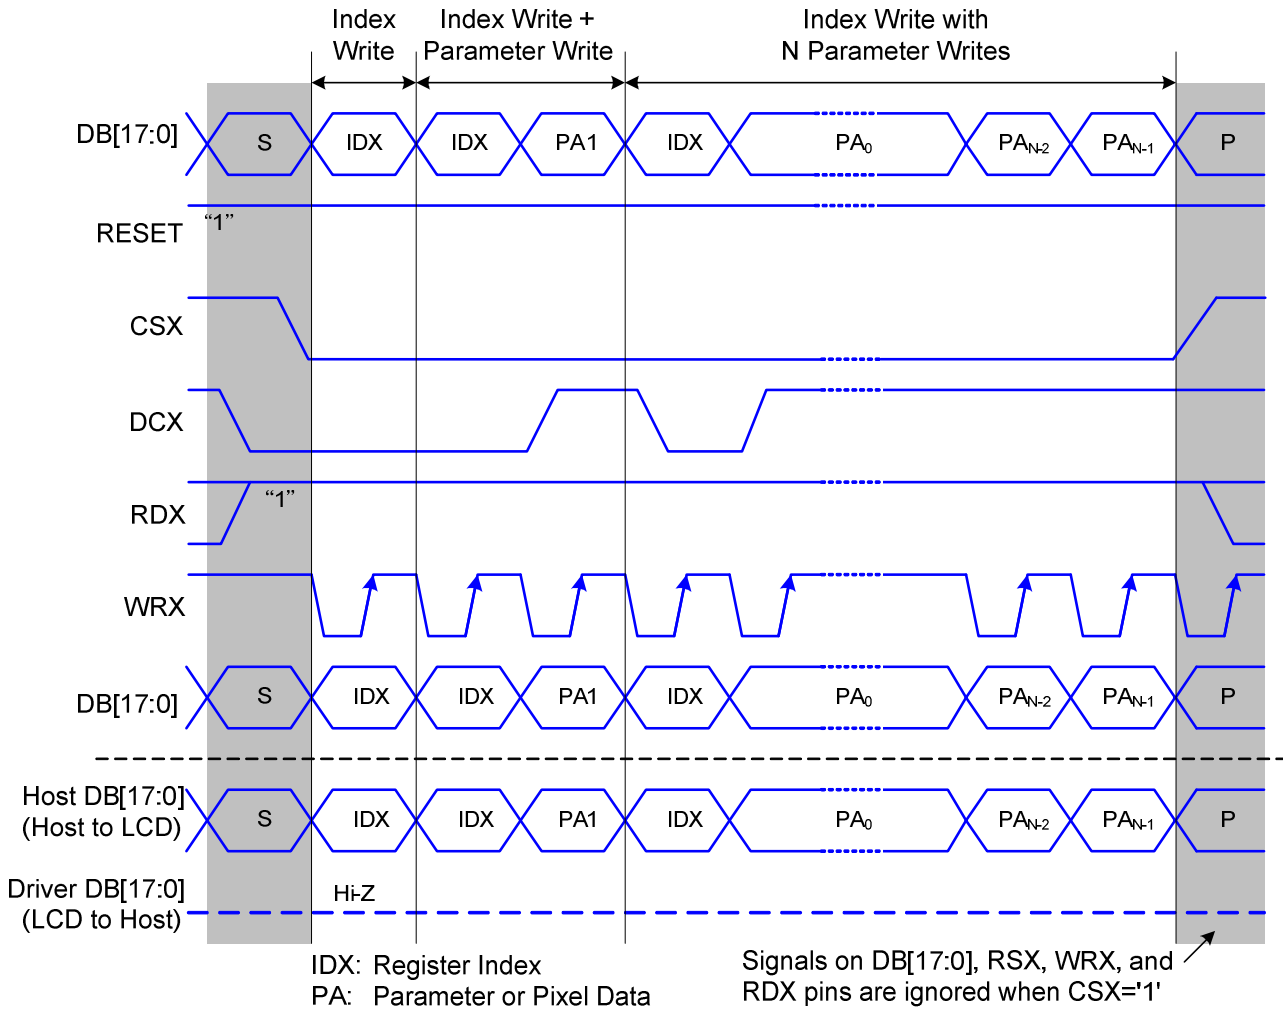 Index Write
Index Write + Parameter Write
Index Write with N Parameter Writes
DB[17:0] S IDX IDX PA1 IDX PA0 PAN-2 PAN-1 P
RESET “1”
CSX
DCX
RDX “1”
WRX
DB[17:0] S IDX IDX PA1 IDX PA0 PAN-2 PAN-1 P
Host DB[17:0] (Host to LCD) S IDX IDX PA1 IDX PA0 PAN-2 PAN-1 P
Driver DB[17:0] (LCD to Host) Hi-Z
IDX: Register Index
PA: Parameter or Pixel Data
Signals on DB[17:0], RSX, WRX, and
RDX pins are ignored when CSX='1'